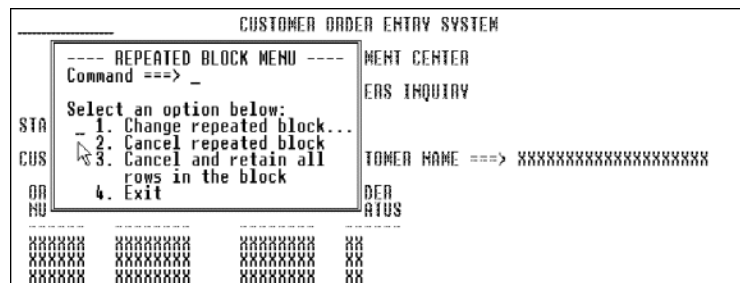 CUSTOMER ORDER ENTRY SYSTEM
---- REPEATED BLOCK MENU ----
MENT CENTER
Command ===> _
ERS INQUIRY
Select an option below:
STA _ 1. Change repeated block...
2. Cancel repeated block
CUS 3. Cancel and retain all TOMER NAME ===> XXXXXXXXXXXXXXXXXXXX
rows in the block
OR 4. Exit DER
NU ATUS
------ -------- -------- ------
XXXXXX XXXXXXXX XXXXXXXX XX
XXXXXX XXXXXXXX XXXXXXXX XX
XXXXXX XXXXXXXX XXXXXXXX XX